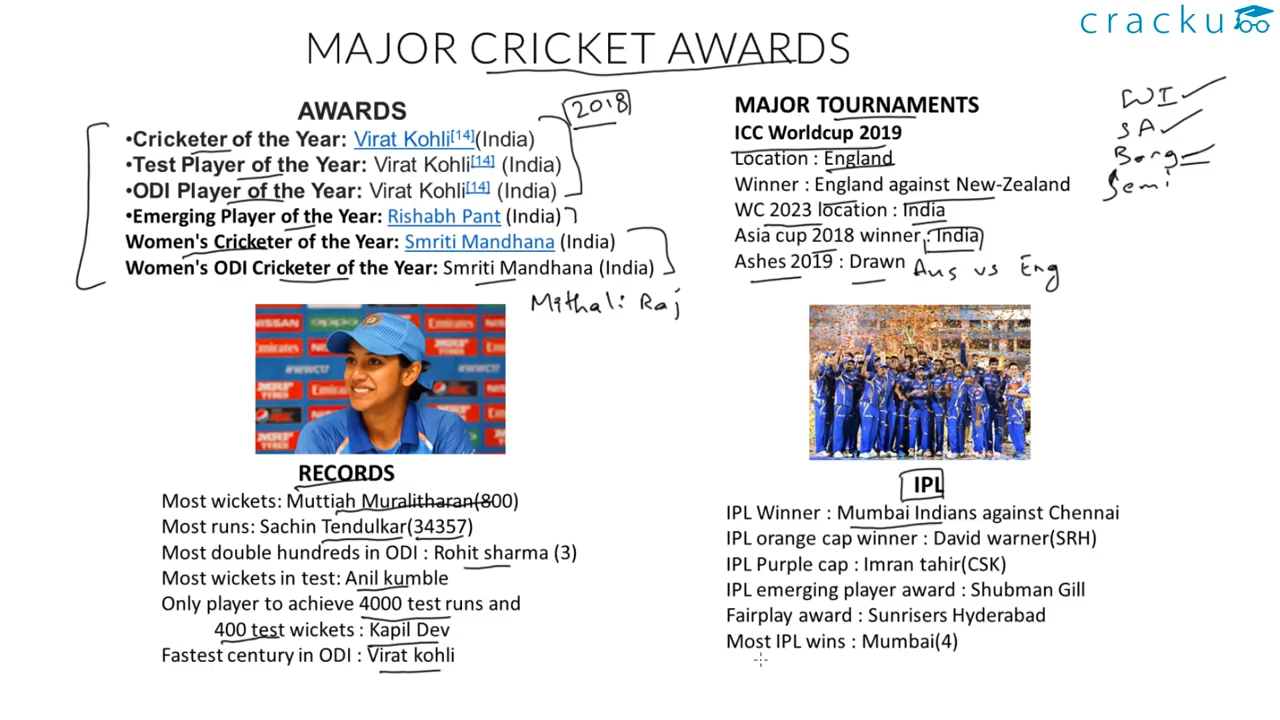 cracku
MAJOR CRICKET AWARDS
AWARDS
2018
•Cricketer of the Year: Virat Kohli[14](India)
•Test Player of the Year: Virat Kohli[14] (India)
•ODI Player of the Year: Virat Kohli[14] (India)
•Emerging Player of the Year: Rishabh Pant (India)
Women's Cricketer of the Year: Smriti Mandhana (India)
Women's ODI Cricketer of the Year: Smriti Mandhana (India)
Mithali Raj
MAJOR TOURNAMENTS
ICC Worldcup 2019
Location : England
Winner : England against New-Zealand
WC 2023 location : India
Asia cup 2018 winner : India
Ashes 2019 : Drawn
Aus vs Eng
WI
SA
Bang
Semi
NISSAN
oppo
Emirates
#WWC17
MRF
TYRES
RECORDS
Most wickets: Muttiah Muralitharan(800)
Most runs: Sachin Tendulkar(34357)
Most double hundreds in ODI : Rohit sharma (3)
Most wickets in test: Anil kumble
Only player to achieve 4000 test runs and
400 test wickets : Kapil Dev
Fastest century in ODI : Virat kohli
IPL
IPL Winner : Mumbai Indians against Chennai
IPL orange cap winner : David warner(SRH)
IPL Purple cap : Imran tahir(CSK)
IPL emerging player award : Shubman Gill
Fairplay award : Sunrisers Hyderabad
Most IPL wins : Mumbai(4)